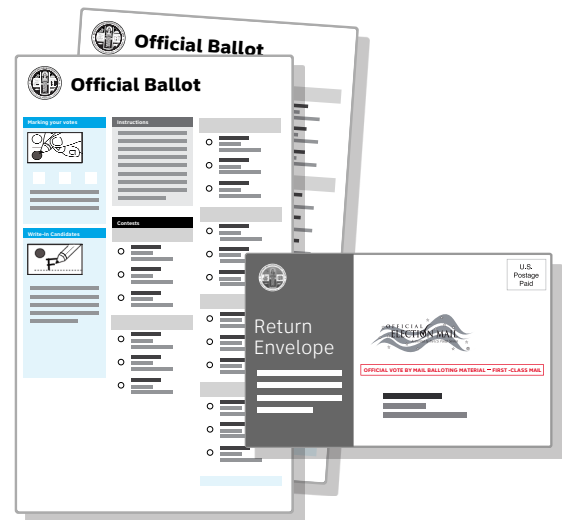 Official Ballot
Official Ballot
Marking your votes
Instructions
Write-in Candidates
Contests
U.S.
Postage
Paid
Return
Envelope
OFFICIAL
ELECTION MAIL
OFFICIAL VOTE BY MAIL BALLOTING MATERIAL – FIRST-CLASS MAIL